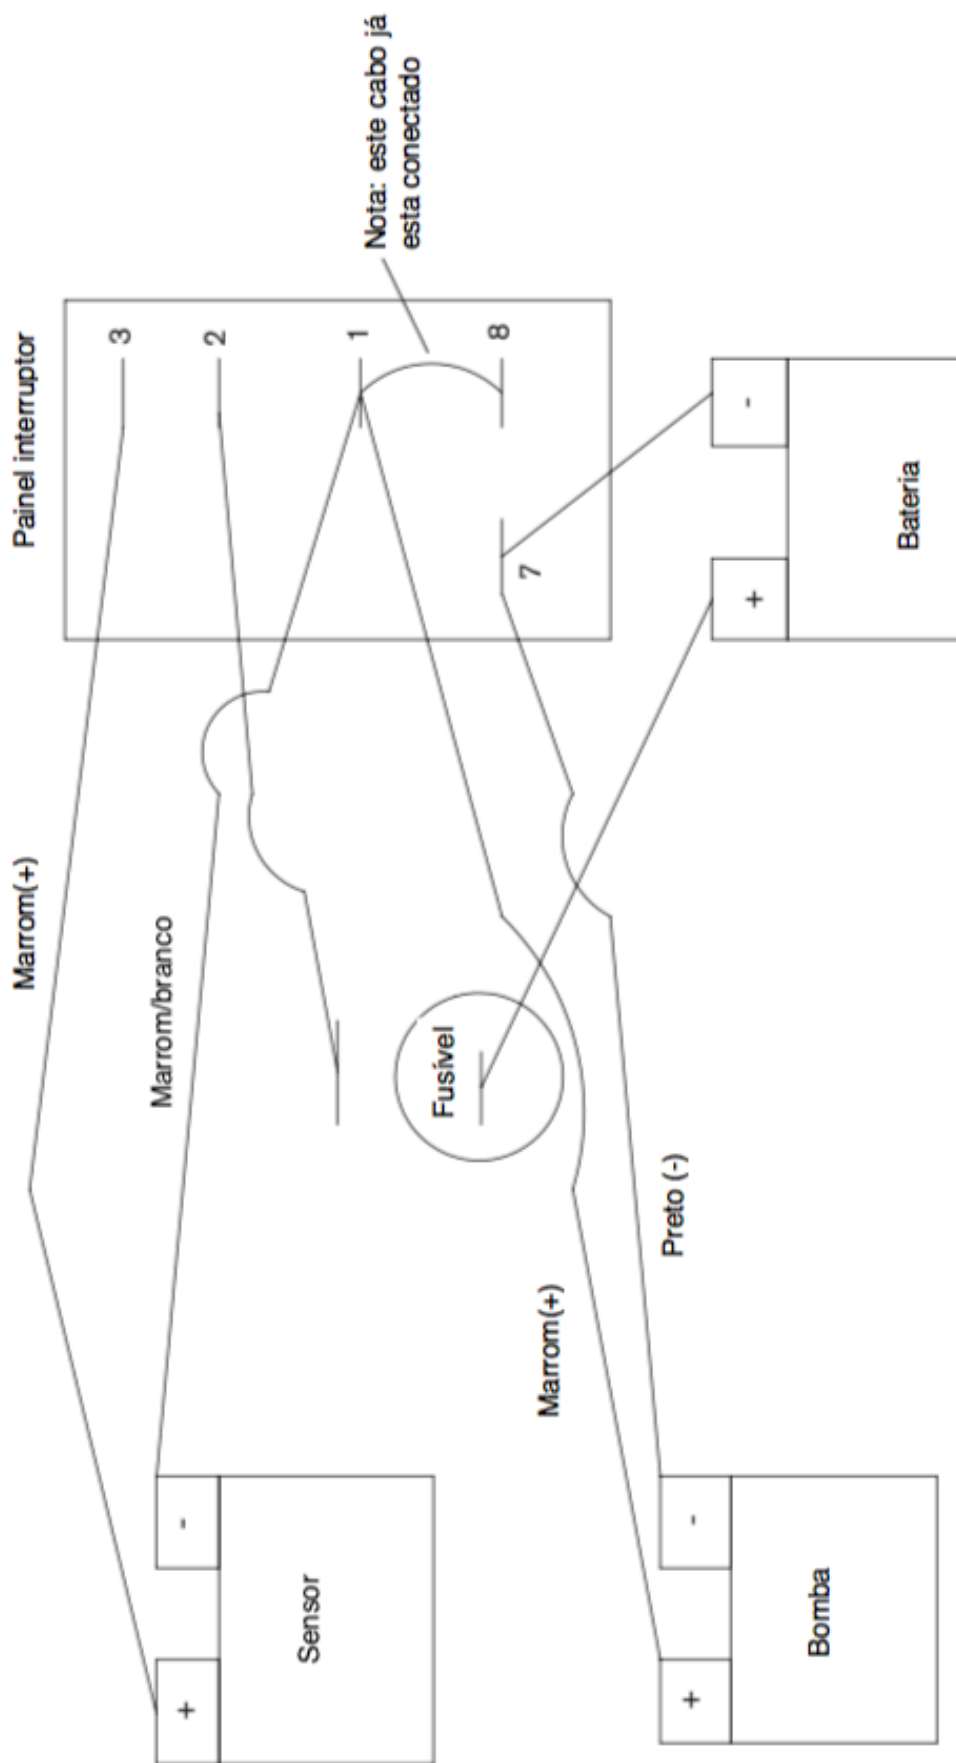 Painel interruptor
3
2
1
8
7
Nota: este cabo já
esta conectado
Marrom(+)
Marrom/branco
Fusível
Marrom(+)
Preto (-)
+
-
Sensor
+
-
Bomba
+
-
Bateria